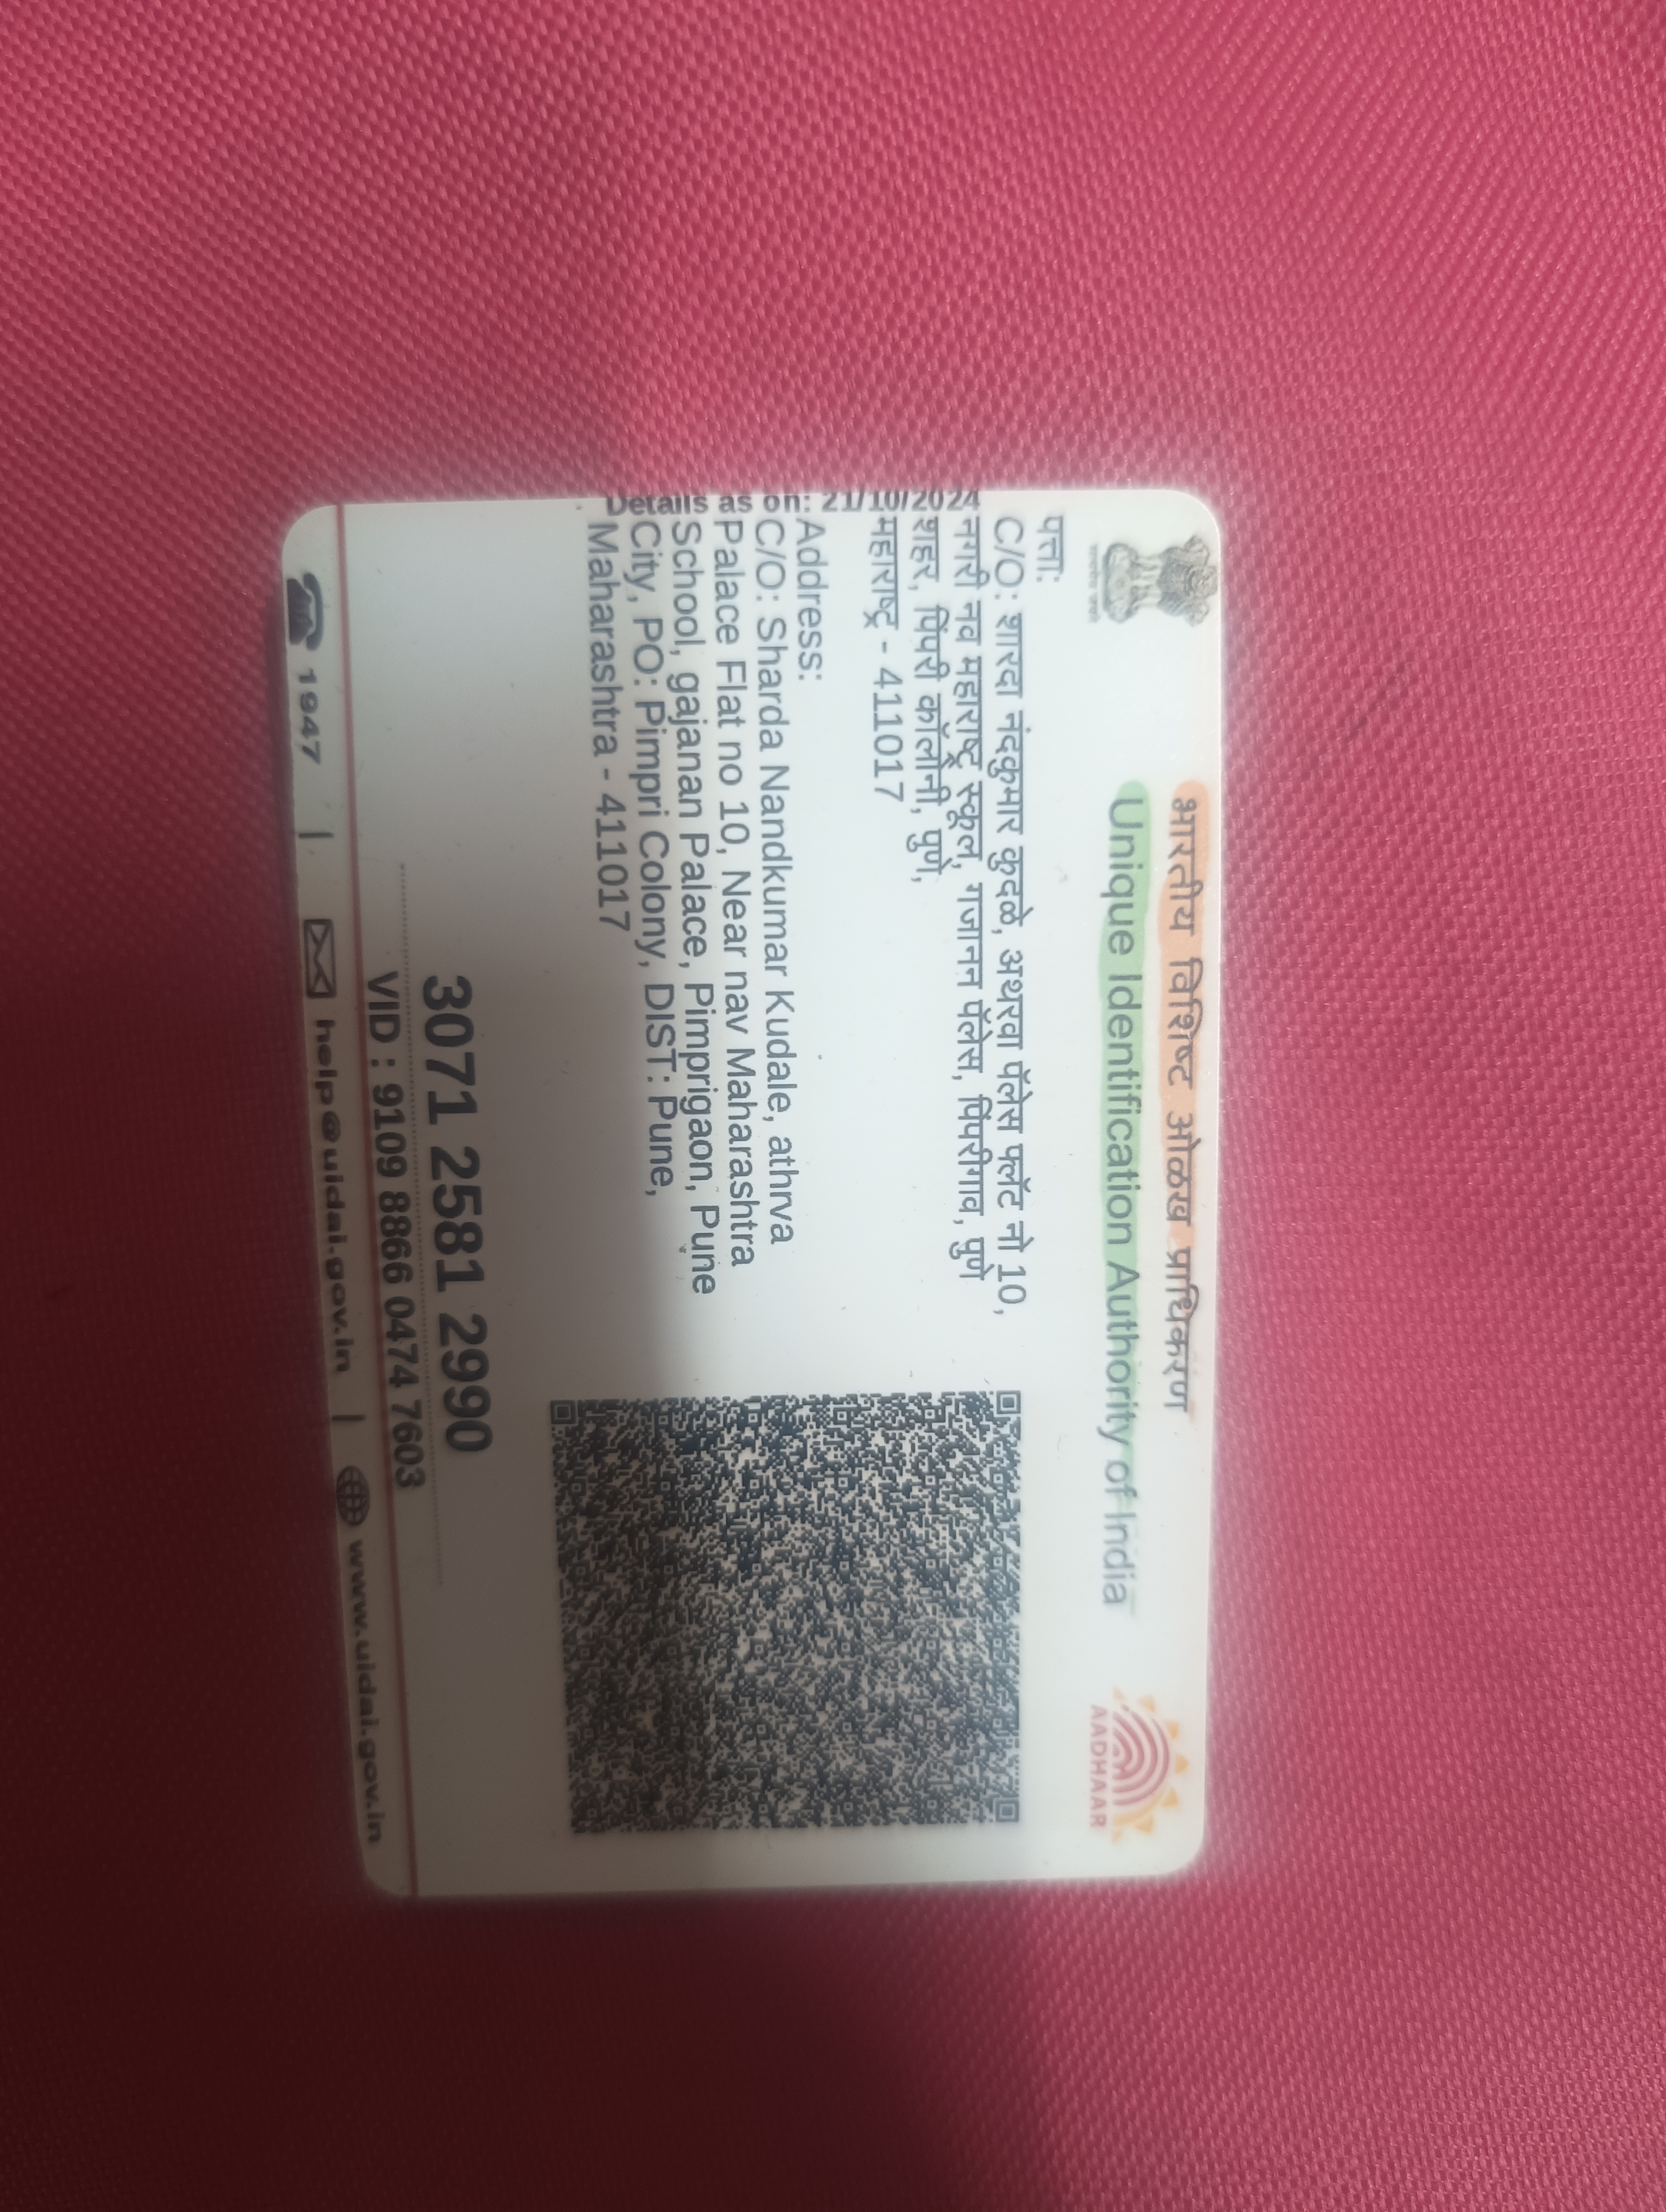 भारतीय विशिष्ट ओळख प्राधिकरण
Unique Identification Authority of India
AADHAAR
Details as on: 21/10/2024
पत्ता:
C/O: शारदा नंदकुमार कुदळे, अथरवा पॅलेस फ्लॅट नो 10,
नगरी नव महाराष्ट्र स्कूल, गजानन पॅलेस, पिंपरीगाव, पुणे
शहर, पिंपरी कॉलोनी, पुणे,
महाराष्ट्र - 411017
Address:
C/O: Sharda Nandkumar Kudale, athrva
Palace Flat no 10, Near nav Maharashtra
School, gajanan Palace, Pimprigaon, Pune
City, PO: Pimpri Colony, DIST: Pune,
Maharashtra - 411017
3071 2581 2990
VID : 9109 8866 0474 7603
1947 | help@uidai.gov.in | www.uidai.gov.in